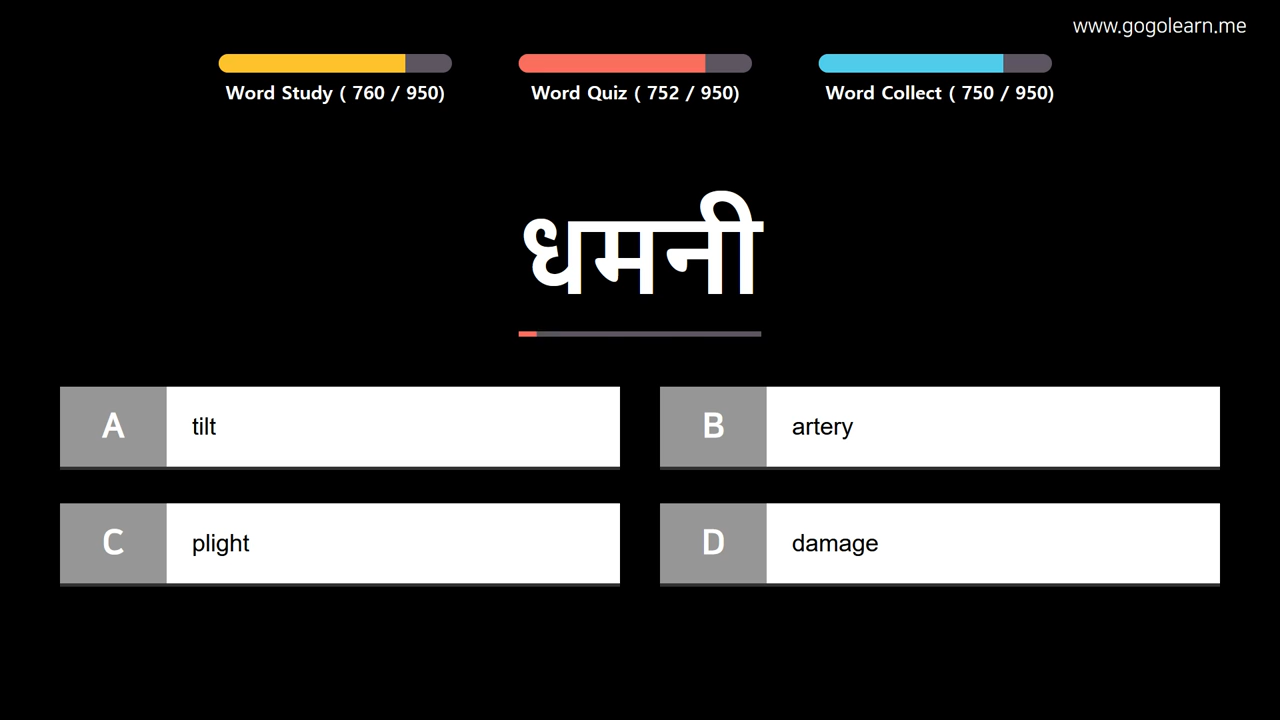 www.gogolearn.me
Word Study ( 760 / 950)
Word Quiz ( 752 / 950)
Word Collect ( 750 / 950)
धमनी
A tilt
B artery
C plight
D damage